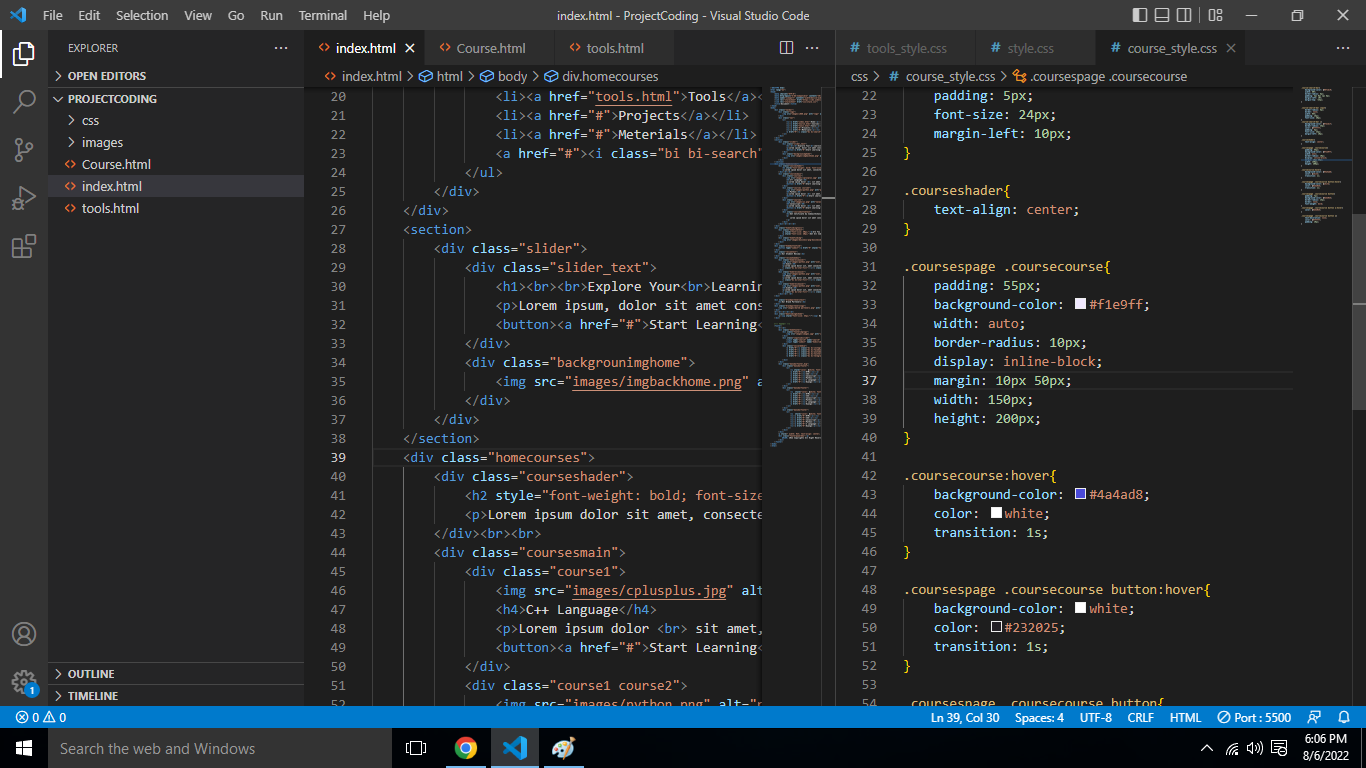 File Edit Selection View Go Run Terminal Help index.html - ProjectCoding - Visual Studio Code
EXPLORER
OPEN EDITORS
PROJECTCODING
css
images
Course.html
index.html
tools.html
OUTLINE
TIMELINE
index.html Course.html tools.html
index.html > html > body > div.homecourses
20 <li><a href="tools.html">Tools</a><
21 <li><a href="#">Projects</a></li>
22 <li><a href="#">Meterials</a></li>
23 <a href="#"><i class="bi bi-search"
24 </ul>
25 </div>
26 </div>
27 <section>
28 <div class="slider">
29 <div class="slider_text">
30 <h1><br><br>Explore Your<br>Learnin
31 <p>Lorem ipsum, dolor sit amet cons
32 <button><a href="#">Start Learning<
33 </div>
34 <div class="backgrounimghome">
35 <img src="images/imgbackhome.png" a
36 </div>
37 </div>
38 </section>
39 <div class="homecourses">
40 <div class="courseshader">
41 <h2 style="font-weight: bold; font-size
42 <p>Lorem ipsum dolor sit amet, consecte
43 </div><br><br>
44 <div class="coursesmain">
45 <div class="course1">
46 <img src="images/cplusplus.jpg" alt
47 <h4>C++ Language</h4>
48 <p>Lorem ipsum dolor <br> sit amet,
49 <button><a href="#">Start Learning<
50 </div>
51 <div class="course1 course2">
52 <img src="images/python.png" alt="p
tools_style.css style.css course_style.css
css > course_style.css > .coursespage .coursecourse
22 padding: 5px;
23 font-size: 24px;
24 margin-left: 10px;
25 }
26
27 .courseshader{
28 text-align: center;
29 }
30
31 .coursespage .coursecourse{
32 padding: 55px;
33 background-color: #f1e9ff;
34 width: auto;
35 border-radius: 10px;
36 display: inline-block;
37 margin: 10px 50px;
38 width: 150px;
39 height: 200px;
40 }
41
42 .coursecourse:hover{
43 background-color: #4a4ad8;
44 color: white;
45 transition: 1s;
46 }
47
48 .coursespage .coursecourse button:hover{
49 background-color: white;
50 color: #232025;
51 transition: 1s;
52 }
53
54 .coursespage .coursecourse button{
1
0 0 Ln 39, Col 30 Spaces: 4 UTF-8 CRLF HTML Port : 5500
Search the web and Windows
6:06 PM
8/6/2022